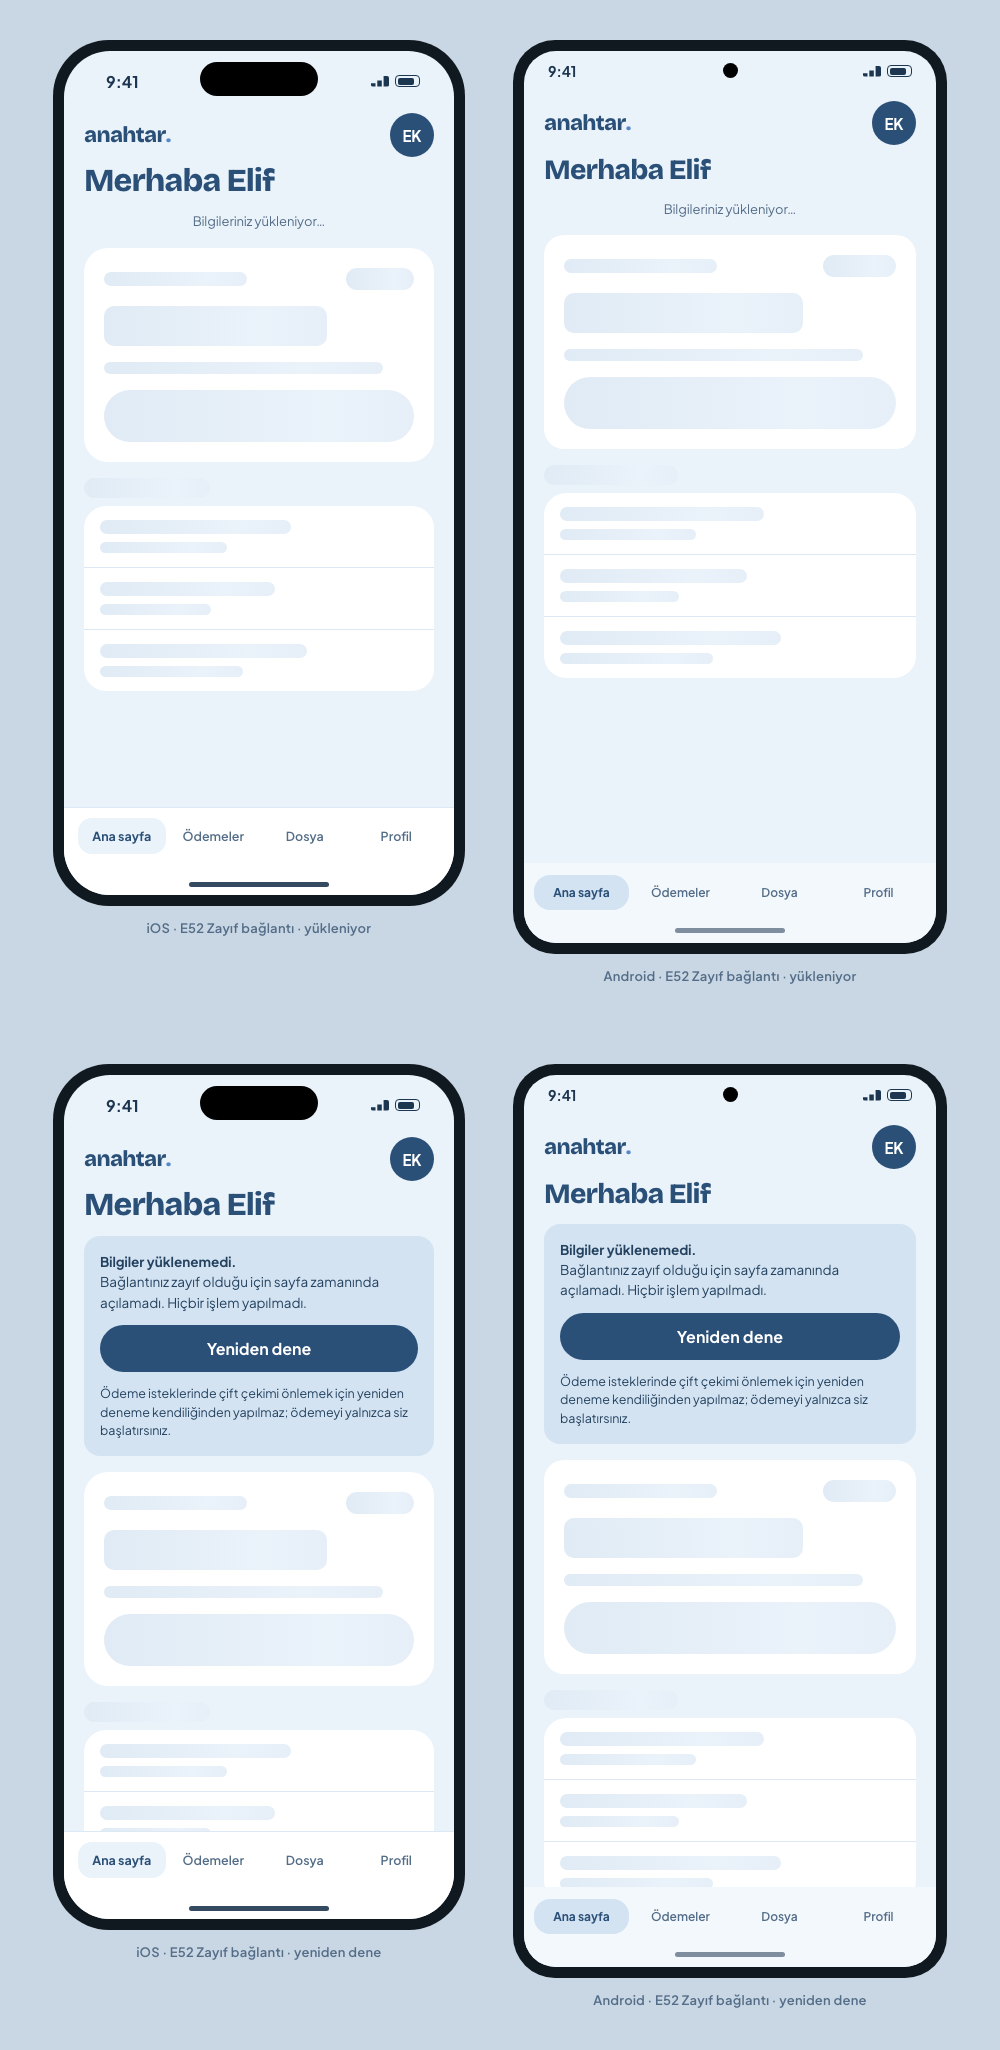 9:41
anahtar.
EK
Merhaba Elif
Bilgileriniz yükleniyor...
Ana sayfa
Ödemeler
Dosya
Profil
iOS · E52 Zayıf bağlantı · yükleniyor
9:41
anahtar.
EK
Merhaba Elif
Bilgileriniz yükleniyor...
Ana sayfa
Ödemeler
Dosya
Profil
Android · E52 Zayıf bağlantı · yükleniyor
9:41
anahtar.
EK
Merhaba Elif
Bilgiler yüklenemedi.
Bağlantınız zayıf olduğu için sayfa zamanında
açılamadı. Hiçbir işlem yapılmadı.
Yeniden dene
Ödeme isteklerinde çift çekimi önlemek için yeniden
deneme kendiliğinden yapılmaz; ödemeyi yalnızca siz
başlatırsınız.
Ana sayfa
Ödemeler
Dosya
Profil
iOS · E52 Zayıf bağlantı · yeniden dene
9:41
anahtar.
EK
Merhaba Elif
Bilgiler yüklenemedi.
Bağlantınız zayıf olduğu için sayfa zamanında
açılamadı. Hiçbir işlem yapılmadı.
Yeniden dene
Ödeme isteklerinde çift çekimi önlemek için yeniden
deneme kendiliğinden yapılmaz; ödemeyi yalnızca siz
başlatırsınız.
Ana sayfa
Ödemeler
Dosya
Profil
Android · E52 Zayıf bağlantı · yeniden dene